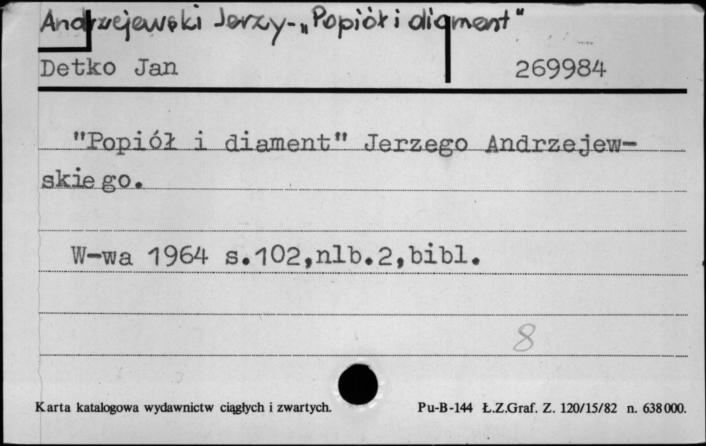 Andrzejewski Jerzy - „Popiół i diament"
Detko Jan 269984
"Popiół i diament" Jerzego Andrzejew-
skiego.
W-wa 1964 s.102,nlb.2,bibl.
8
Karta katalogowa wydawnictw ciągłych i zwartych. Pu-B-144 Ł.Z.Graf. Z. 120/15/82 n. 638000.